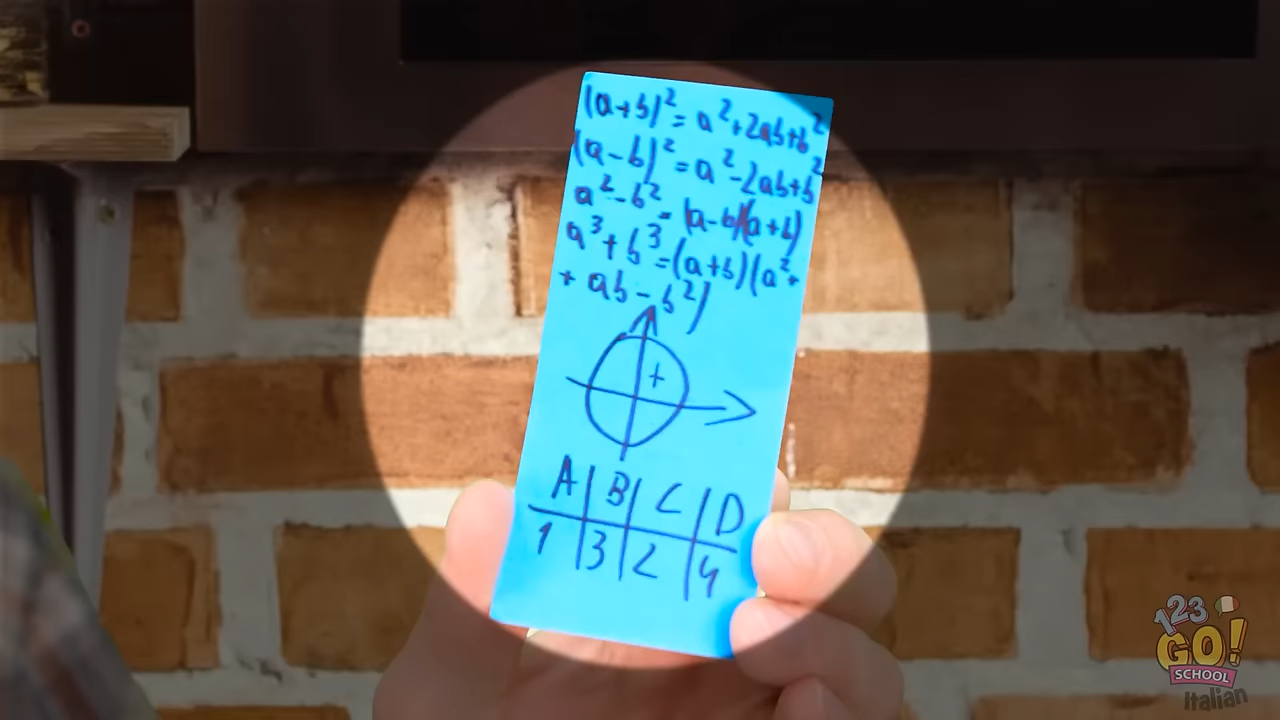 (a+b)² = a²+2ab+b²
(a-b)² = a²-2ab+b²
a²-b² = (a-b)(a+b)
a³+b³=(a+b)(a²+
+ ab - b²)
+
A | B | C | D
1 | 3 | 2 | 4
123
GO!
SCHOOL
Italian